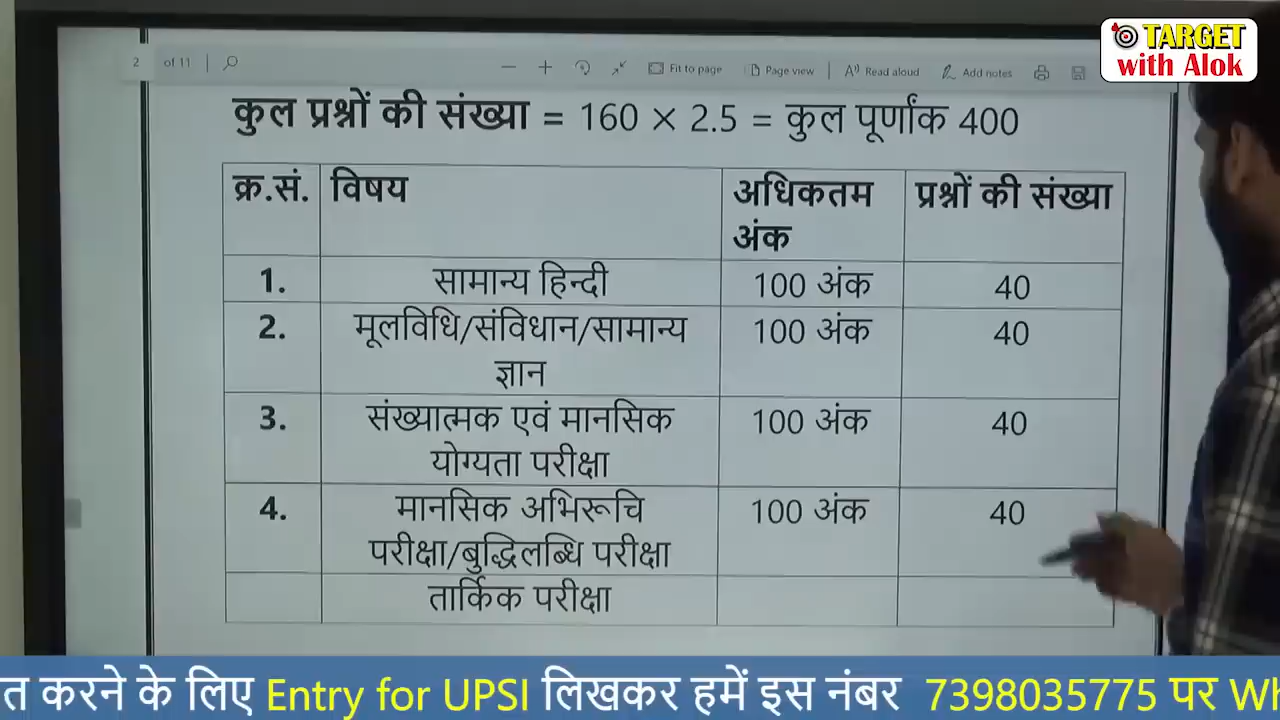 TARGET
with Alok
2 of 11 Fit to page Page view Read aloud Add notes
कुल प्रश्नों की संख्या = 160 × 2.5 = कुल पूर्णांक 400
क्र.सं. विषय अधिकतम अंक प्रश्नों की संख्या
1. सामान्य हिन्दी 100 अंक 40
2. मूलविधि/संविधान/सामान्य ज्ञान 100 अंक 40
3. संख्यात्मक एवं मानसिक योग्यता परीक्षा 100 अंक 40
4. मानसिक अभिरूचि परीक्षा/बुद्धिलब्धि परीक्षा 100 अंक 40
तार्किक परीक्षा
त करने के लिए Entry for UPSI लिखकर हमें इस नंबर 7398035775 पर Wh